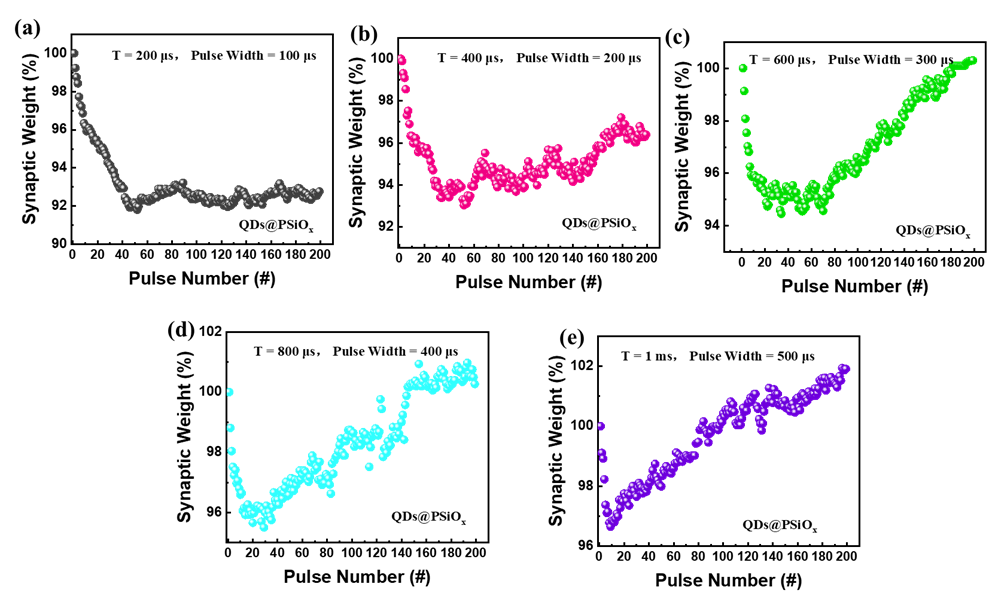 (a)
T = 200 μs, Pulse Width = 100 μs
Synaptic Weight (%)
100
98
96
94
92
90
QDs@PSiOx
0 20 40 60 80 100 120 140 160 180 200
Pulse Number (#)
(b)
T = 400 μs, Pulse Width = 200 μs
Synaptic Weight (%)
100
98
96
94
92
QDs@PSiOx
0 20 40 60 80 100 120 140 160 180 200
Pulse Number (#)
(c)
T = 600 μs, Pulse Width = 300 μs
Synaptic Weight (%)
100
98
96
94
QDs@PSiOx
0 20 40 60 80 100 120 140 160 180 200
Pulse Number (#)
(d)
T = 800 μs, Pulse Width = 400 μs
Synaptic Weight (%)
102
100
98
96
QDs@PSiOx
0 20 40 60 80 100 120 140 160 180 200
Pulse Number (#)
(e)
T = 1 ms, Pulse Width = 500 μs
Synaptic Weight (%)
102
100
98
96
QDs@PSiOx
0 20 40 60 80 100 120 140 160 180 200
Pulse Number (#)